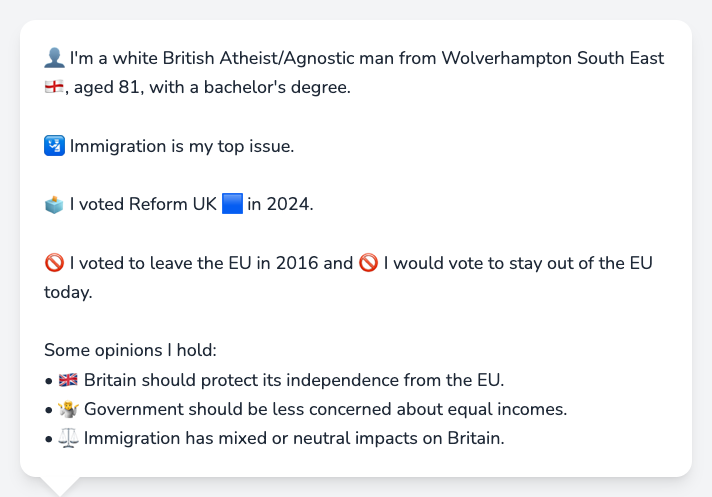 👤 I'm a white British Atheist/Agnostic man from Wolverhampton South East
🏴󠁧󠁢󠁥󠁮󠁧󠁿, aged 81, with a bachelor's degree.
🛂 Immigration is my top issue.
🗳️ I voted Reform UK 🟦 in 2024.
🚫 I voted to leave the EU in 2016 and 🚫 I would vote to stay out of the EU
today.
Some opinions I hold:
• 🇬🇧 Britain should protect its independence from the EU.
• 🤷 Government should be less concerned about equal incomes.
• ⚖️ Immigration has mixed or neutral impacts on Britain.